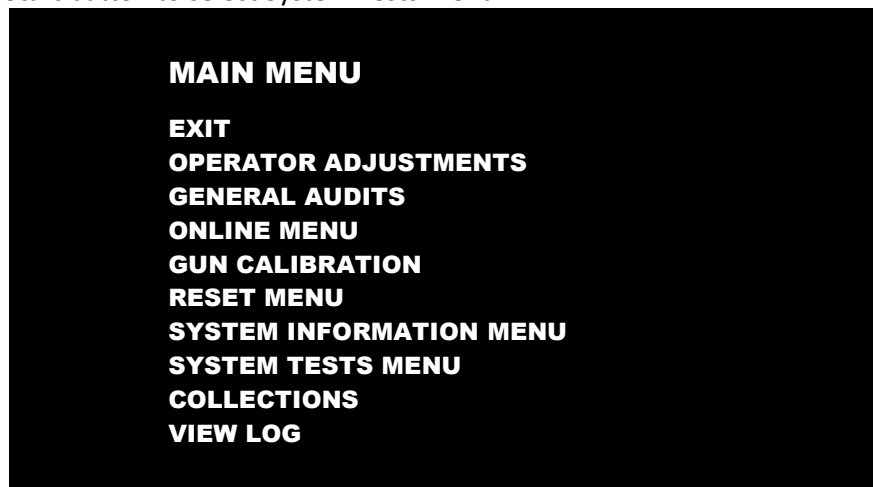 MAIN MENU
EXIT
OPERATOR ADJUSTMENTS
GENERAL AUDITS
ONLINE MENU
GUN CALIBRATION
RESET MENU
SYSTEM INFORMATION MENU
SYSTEM TESTS MENU
COLLECTIONS
VIEW LOG